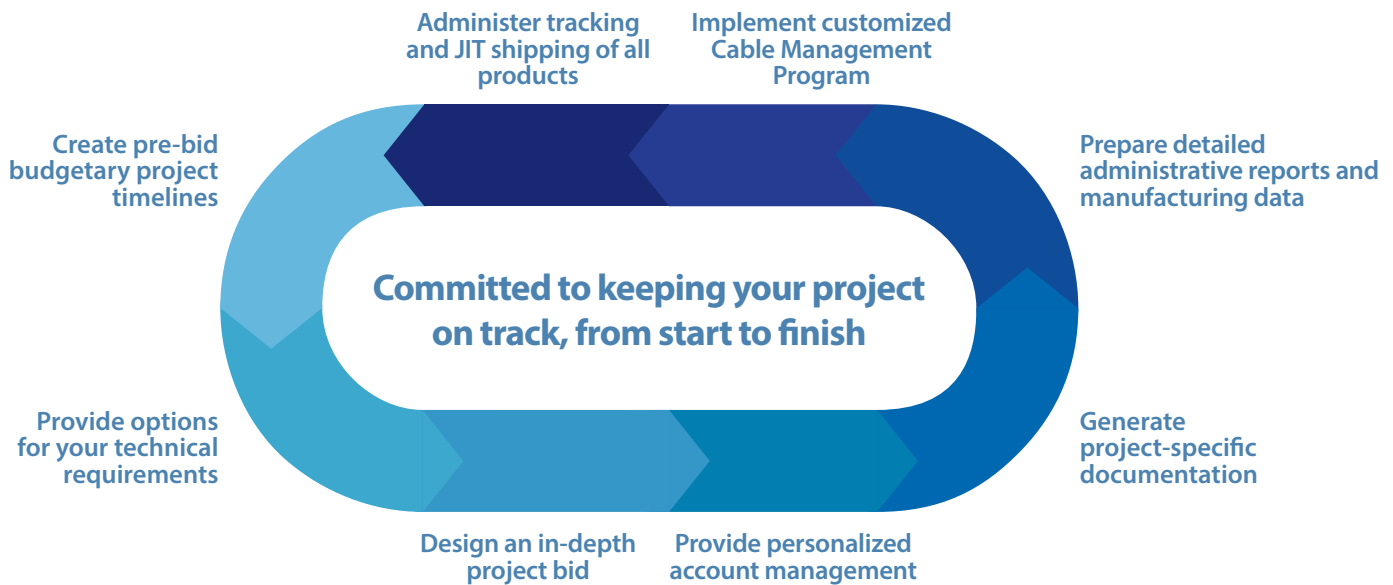 Administer tracking
and JIT shipping of all
products
Implement customized
Cable Management
Program
Create pre-bid
budgetary project
timelines
Prepare detailed
administrative reports and
manufacturing data
Committed to keeping your project
on track, from start to finish
Provide options
for your technical
requirements
Generate
project-specific
documentation
Design an in-depth
project bid
Provide personalized
account management